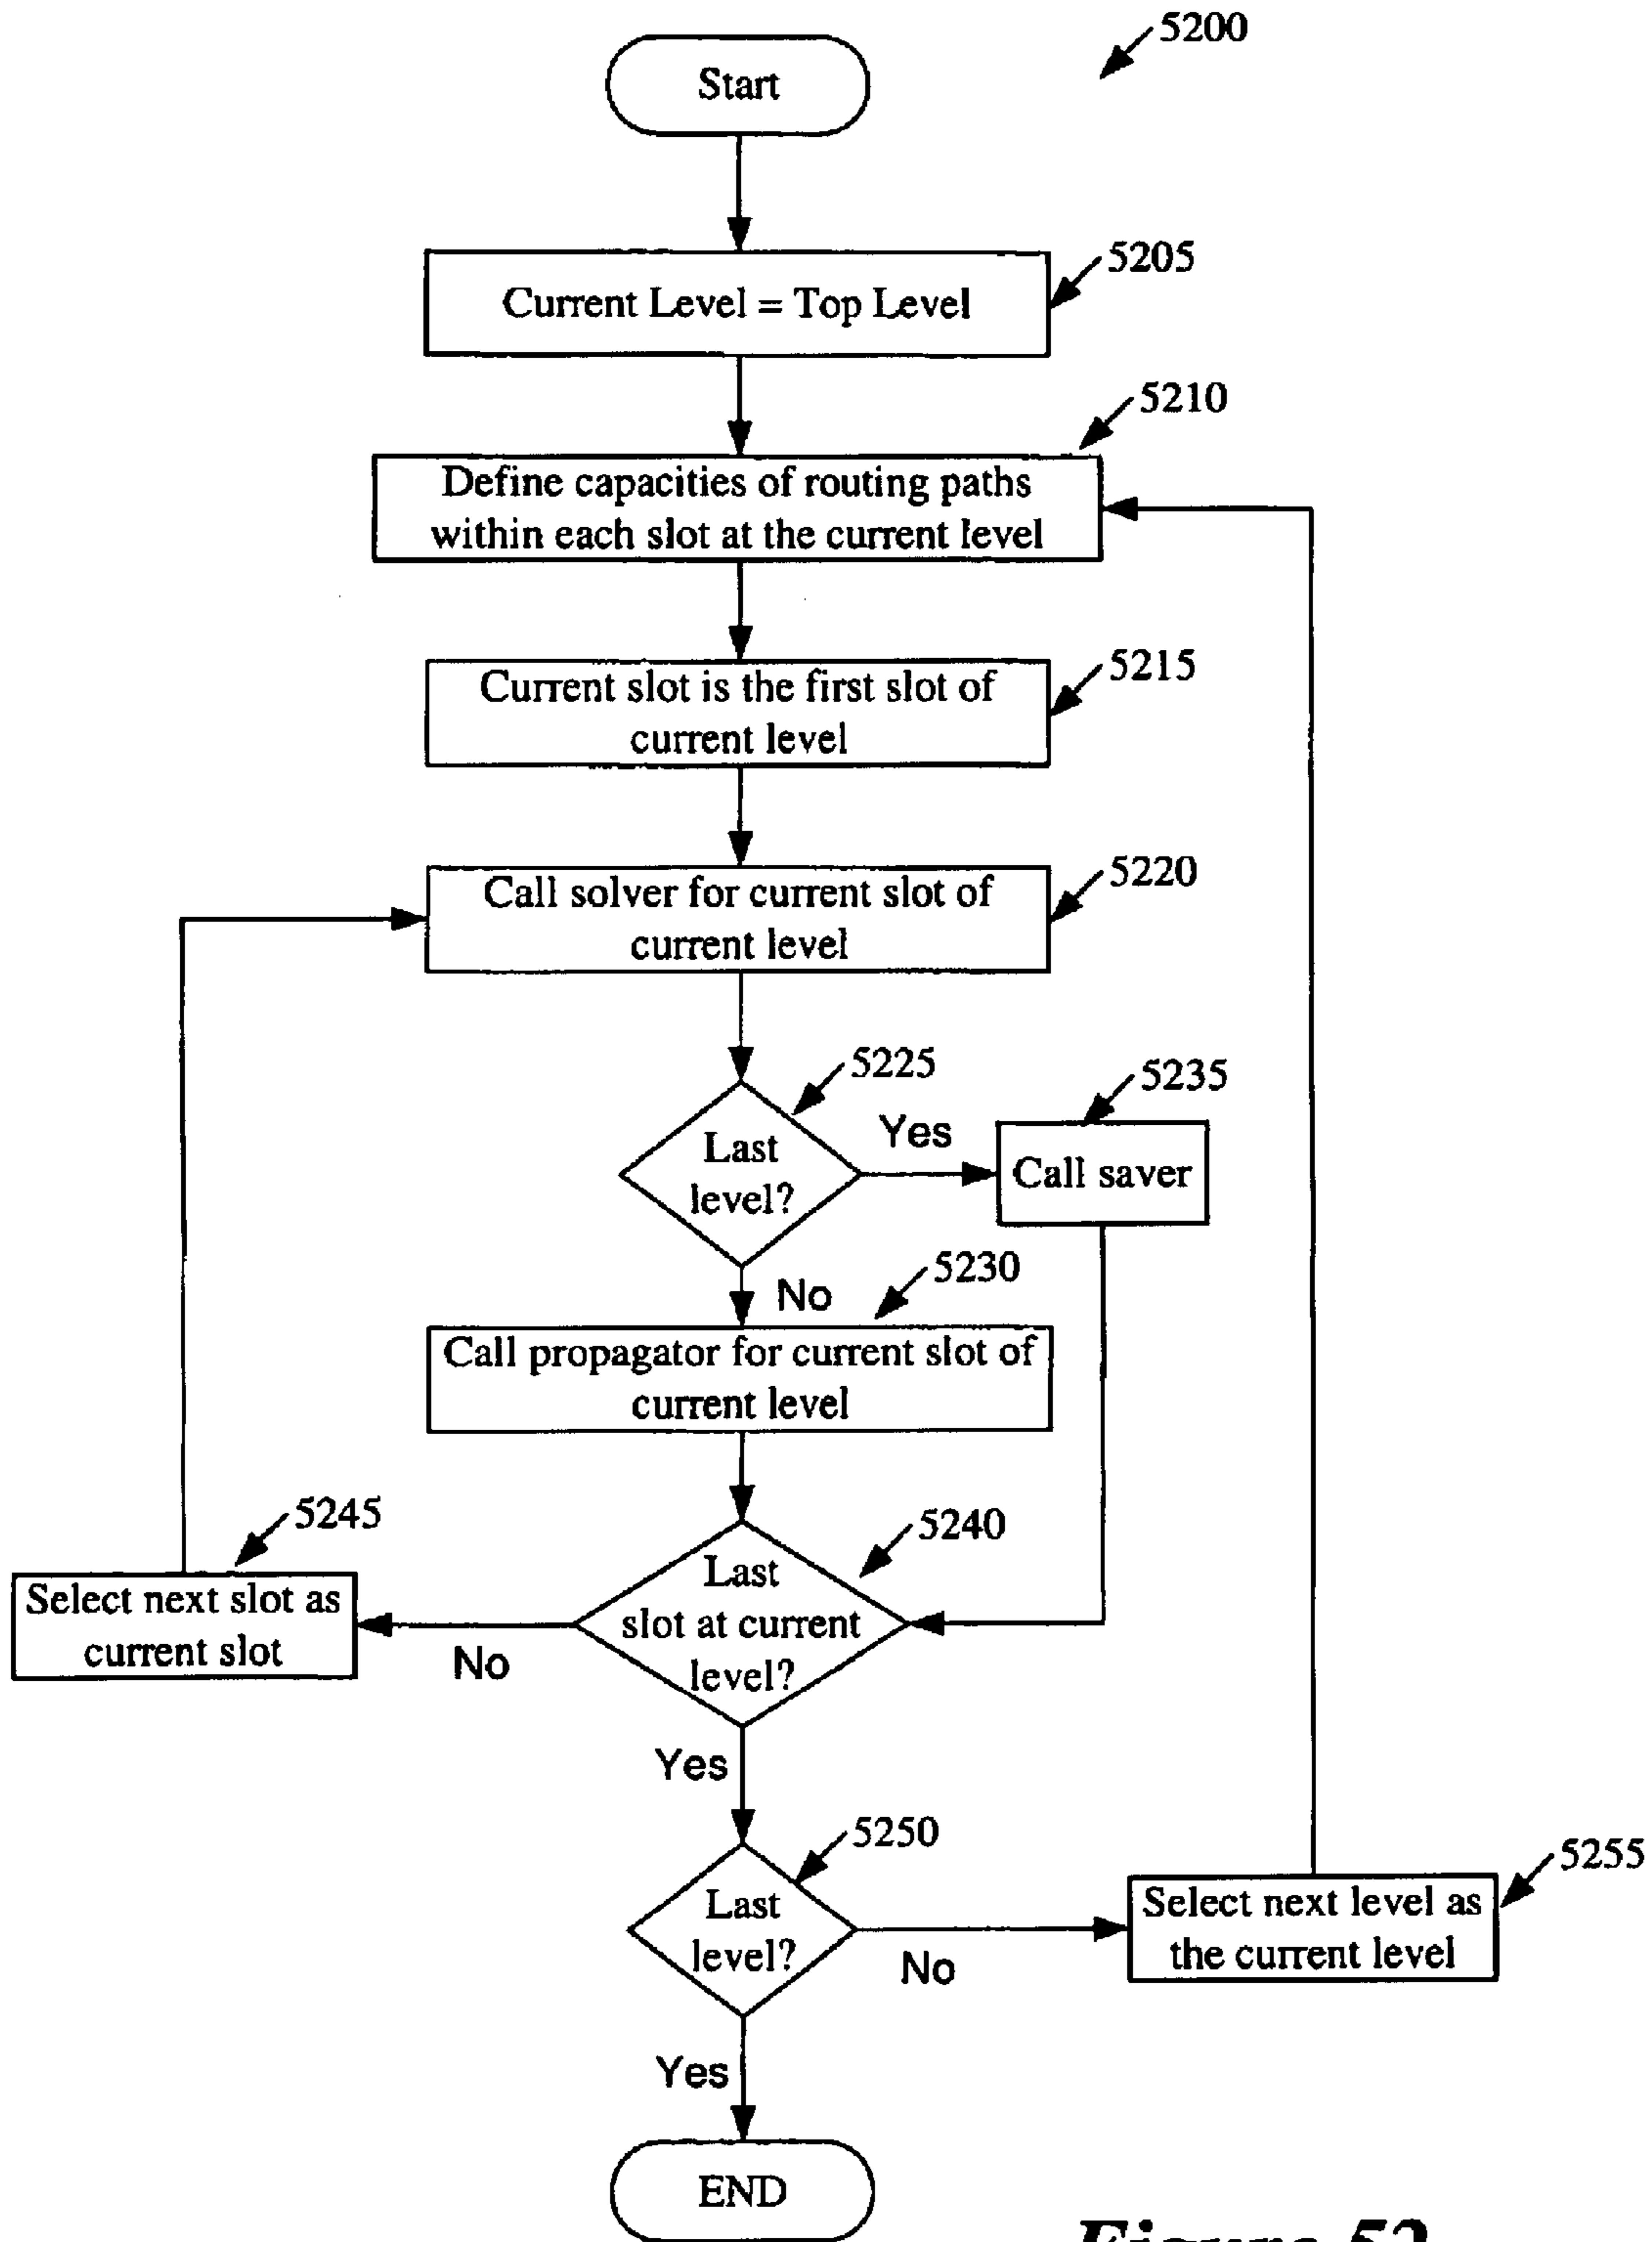 5200
Start
5205
Current Level = Top Level
5210
Define capacities of routing paths
within each slot at the current level
5215
Current slot is the first slot of
current level
5220
Call solver for current slot of
current level
5225
Last
level?
Yes
5235
Call saver
No
5230
Call propagator for current slot of
current level
5245
Select next slot as
current slot
No
5240
Last
slot at current
level?
Yes
5250
Last
level?
No
5255
Select next level as
the current level
Yes
END
Figure 52